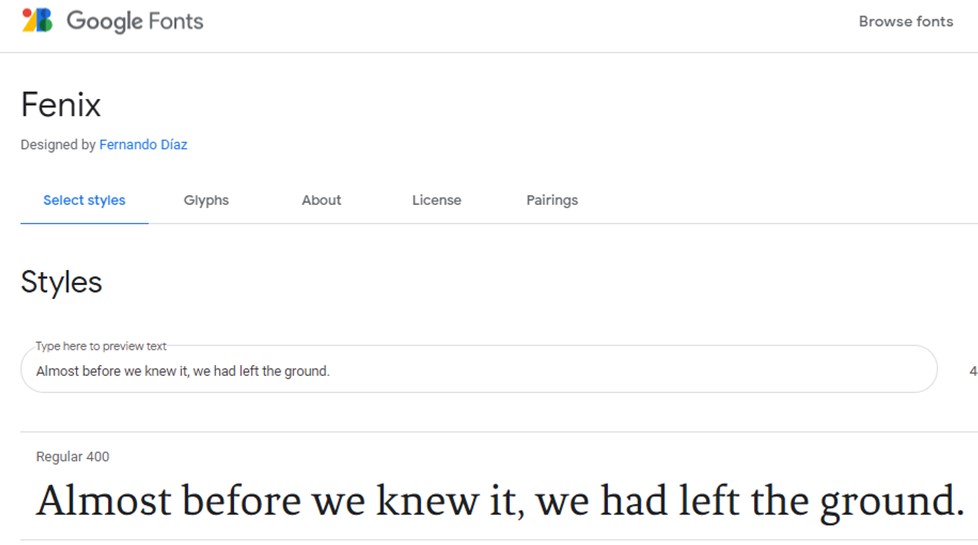 Google Fonts
Browse fonts
Fenix
Designed by Fernando Díaz
Select styles Glyphs About License Pairings
Styles
Type here to preview text
Almost before we knew it, we had left the ground.
4
Regular 400
Almost before we knew it, we had left the ground.